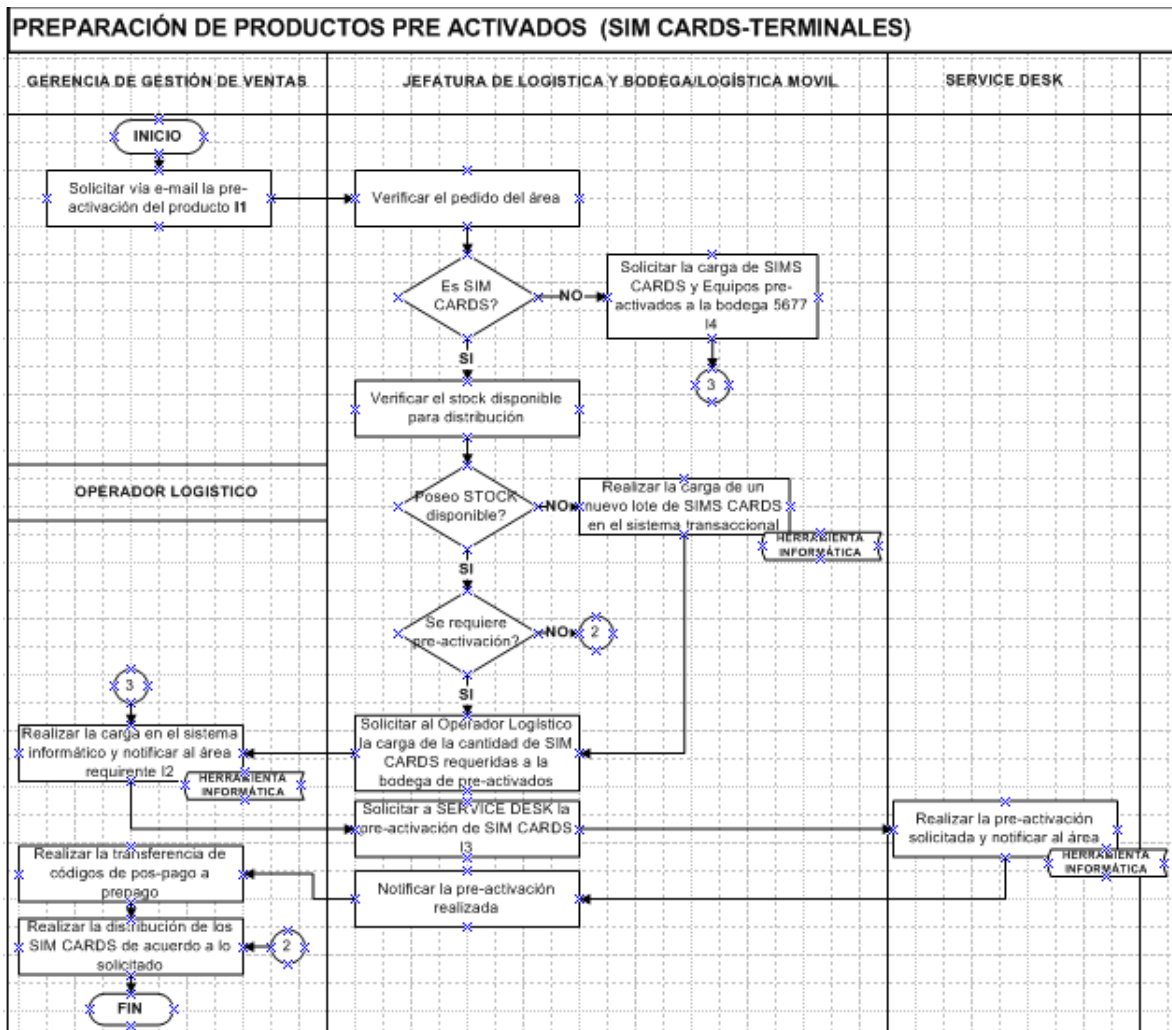 PREPARACIÓN DE PRODUCTOS PRE ACTIVADOS (SIM CARDS-TERMINALES)
GERENCIA DE GESTIÓN DE VENTAS
JEFATURA DE LOGISTICA Y BODEGA/LOGÍSTICA MOVIL
SERVICE DESK
INICIO
Solicitar vía e-mail la pre-
activación del producto I1
Verificar el pedido del área
Es SIM
CARDS?
NO
Solicitar la carga de SIMS
CARDS y Equipos pre-
activados a la bodega 5677
I4
SI
3
Verificar el stock disponible
para distribución
OPERADOR LOGISTICO
Poseo STOCK
disponible?
NO
Realizar la carga de un
nuevo lote de SIMS CARDS
en el sistema transaccional
HERRAMIENTA
INFORMÁTICA
SI
Se requiere
pre-activación?
NO
2
SI
3
Realizar la carga en el sistema
informático y notificar al área
requirente I2
HERRAMIENTA
INFORMÁTICA
Solicitar al Operador Logístico
la carga de la cantidad de SIM
CARDS requeridas a la
bodega de pre-activados
Solicitar a SERVICE DESK la
pre-activación de SIM CARDS
I3
Realizar la pre-activación
solicitada y notificar al área
HERRAMIENTA
INFORMÁTICA
Realizar la transferencia de
códigos de pos-pago a
prepago
Notificar la pre-activación
realizada
Realizar la distribución de los
SIM CARDS de acuerdo a lo
solicitado
2
FIN